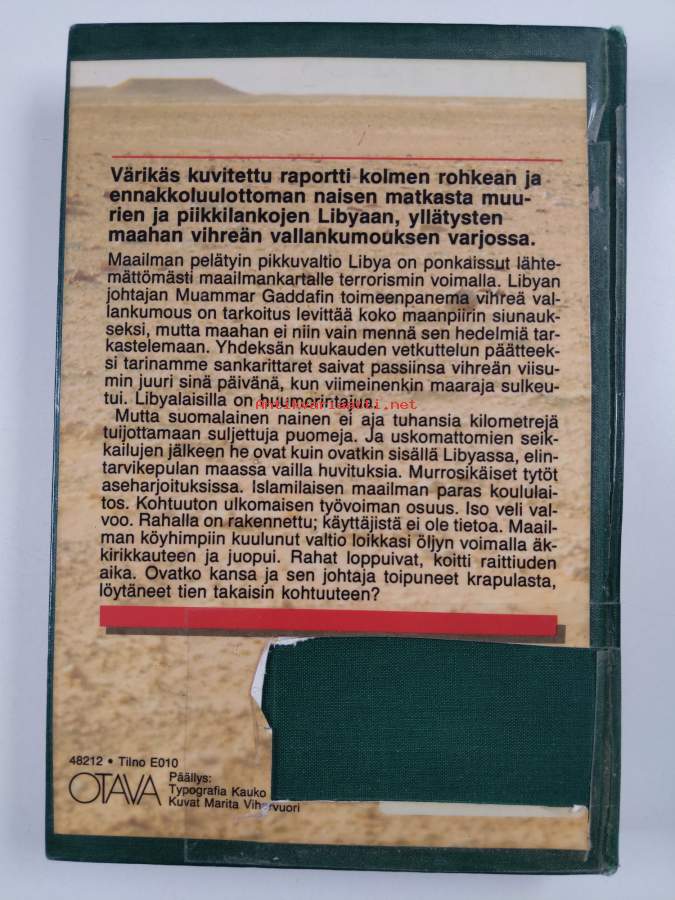 Värikäs kuvitettu raportti kolmen rohkean ja
ennakkoluulottoman naisen matkasta muu-
rien ja piikkilankojen Libyaan, yllätysten
maahan vihreän vallankumouksen varjossa.
Maailman pelätyin pikkuvaltio Libya on ponkaissut lähte-
mättömästi maailmankartalle terrorismin voimalla. Libyan
johtajan Muammar Gaddafin toimeenpanema vihreä val-
lankumous on tarkoitus levittää koko maanpiirin siunauk-
seksi, mutta maahan ei niin vain mennä sen hedelmiä tar-
kastelemaan. Yhdeksän kuukauden vetkuttelun päätteek-
si tarinamme sankarittaret saivat passiinsa vihreän viisu-
min juuri sinä päivänä, kun viimeinenkin maaraja sulkeu-
tui. Libyalaisilla on huumorintajua.
Antikvariaatti.net
Mutta suomalainen nainen ei aja tuhansia kilometrejä
tuijottamaan suljettuja puomeja. Ja uskomattomien seik-
kailujen jälkeen he ovat kuin ovatkin sisällä Libyassa, elin-
tarvikepulan maassa vailla huvituksia. Murrosikäiset tytöt
aseharjoituksissa. Islamilaisen maailman paras koululai-
tos. Kohtuuton ulkomaisen työvoiman osuus. Iso veli val-
voo. Rahalla on rakennettu; käyttäjistä ei ole tietoa. Maail-
man köyhimpiin kuulunut valtio loikkasi öljyn voimalla äk-
kirikkauteen ja juopui. Rahat loppuivat, koitti raittiuden
aika. Ovatko kansa ja sen johtaja toipuneet krapulasta,
löytäneet tien takaisin kohtuuteen?
48212 • Tilno E010
OTAVA
Päällys:
Typografia Kauko
Kuvat Marita Vihervuori